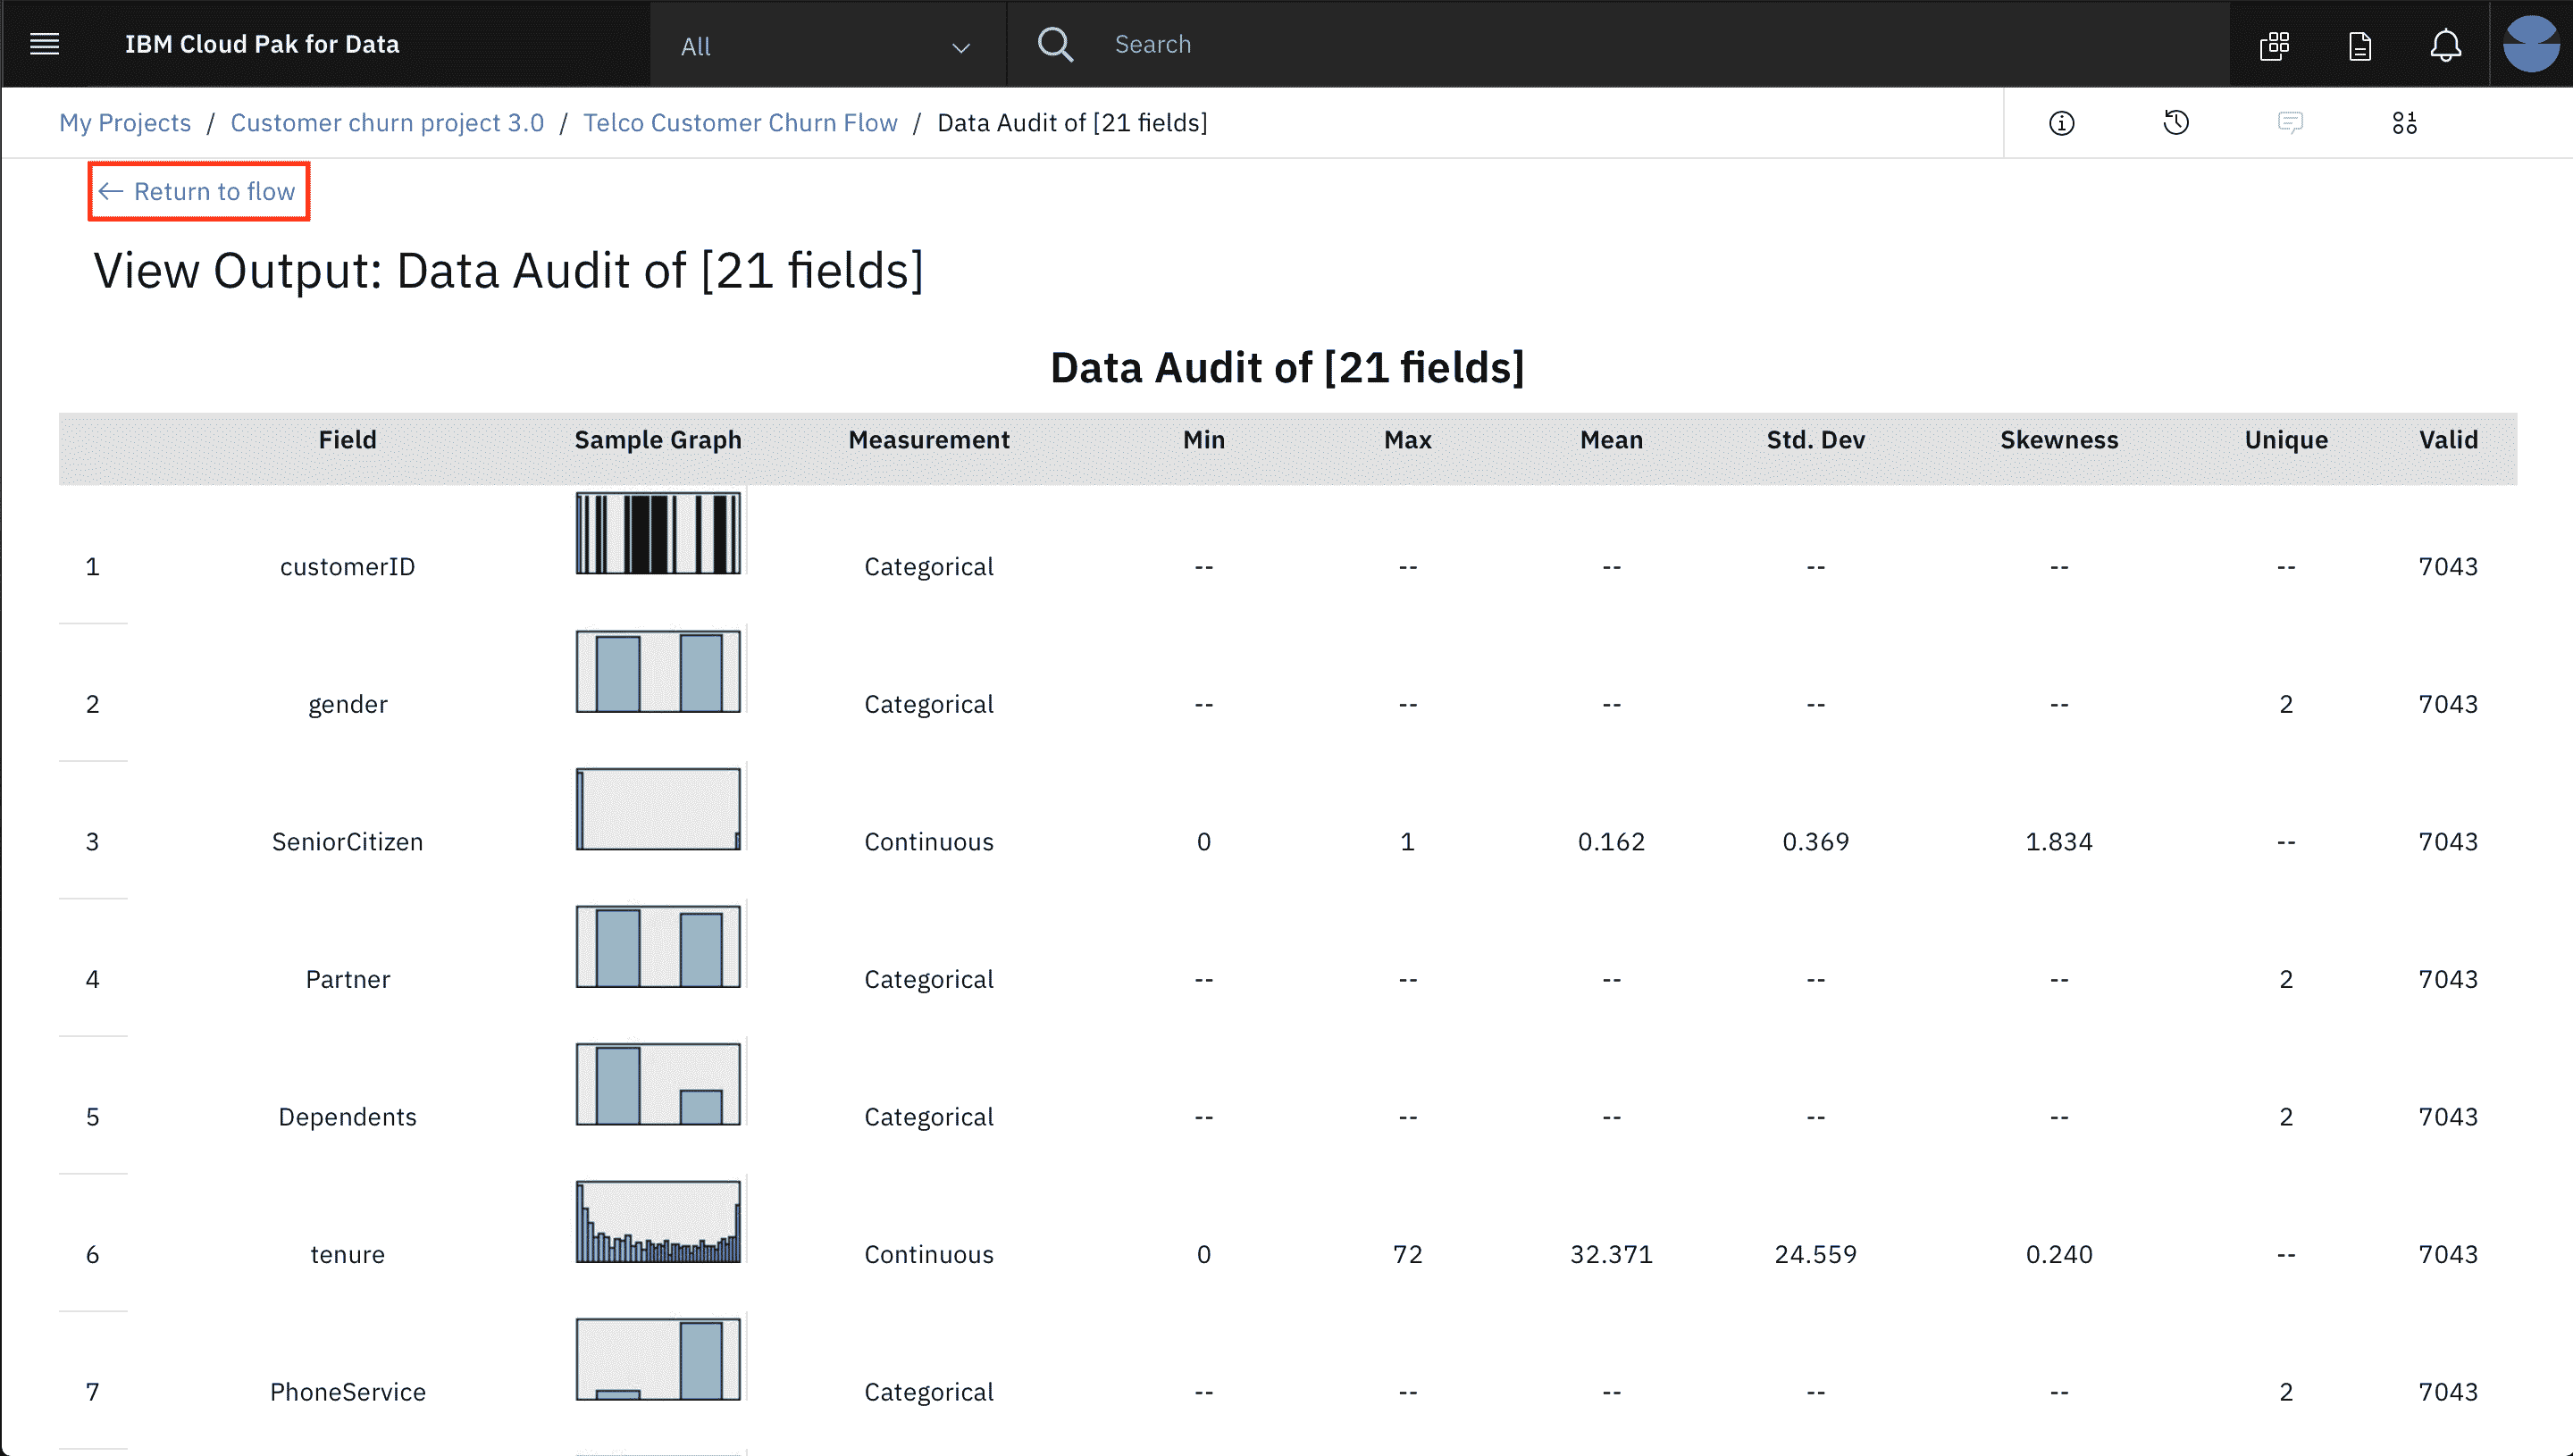 IBM Cloud Pak for Data All Search
My Projects / Customer churn project 3.0 / Telco Customer Churn Flow / Data Audit of [21 fields]
← Return to flow
View Output: Data Audit of [21 fields]
Data Audit of [21 fields]
Field Sample Graph Measurement Min Max Mean Std. Dev Skewness Unique Valid
1 customerID Categorical -- -- -- -- -- -- 7043
2 gender Categorical -- -- -- -- -- 2 7043
3 SeniorCitizen Continuous 0 1 0.162 0.369 1.834 -- 7043
4 Partner Categorical -- -- -- -- -- 2 7043
5 Dependents Categorical -- -- -- -- -- 2 7043
6 tenure Continuous 0 72 32.371 24.559 0.240 -- 7043
7 PhoneService Categorical -- -- -- -- -- 2 7043